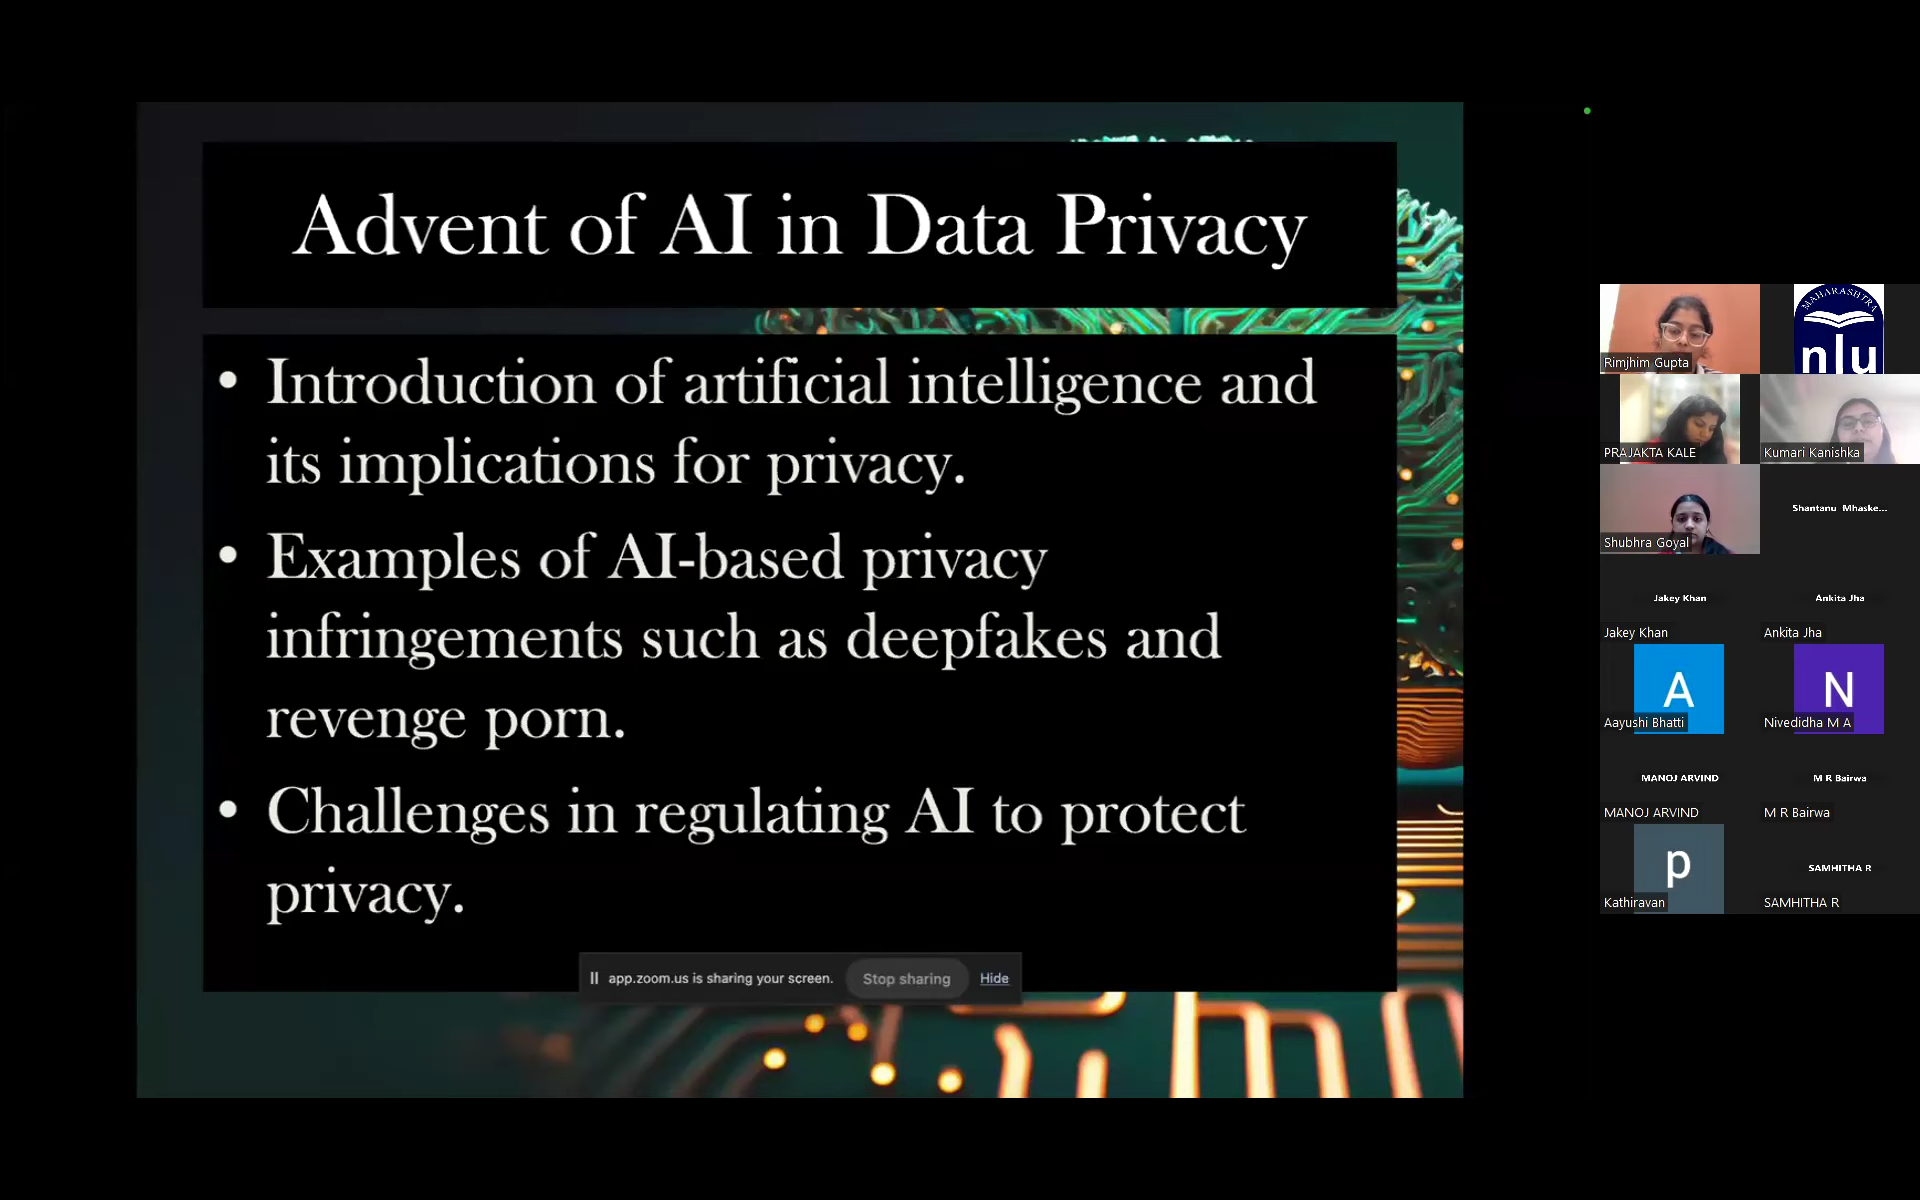 Advent of AI in Data Privacy
• Introduction of artificial intelligence and
its implications for privacy.
• Examples of AI-based privacy
infringements such as deepfakes and
revenge porn.
• Challenges in regulating AI to protect
privacy.
app.zoom.us is sharing your screen. Stop sharing Hide
Rimjhim Gupta
MAHARASHTRA
nlu
PRAJAKTA KALE
Kumari Kanishka
Shubhra Goyal
Shantanu Mhaske...
Jakey Khan
Jakey Khan
Ankita Jha
Ankita Jha
A
Aayushi Bhatti
N
Nivedidha M A
MANOJ ARVIND
MANOJ ARVIND
M R Bairwa
M R Bairwa
p
Kathiravan
SAMHITHA R
SAMHITHA R